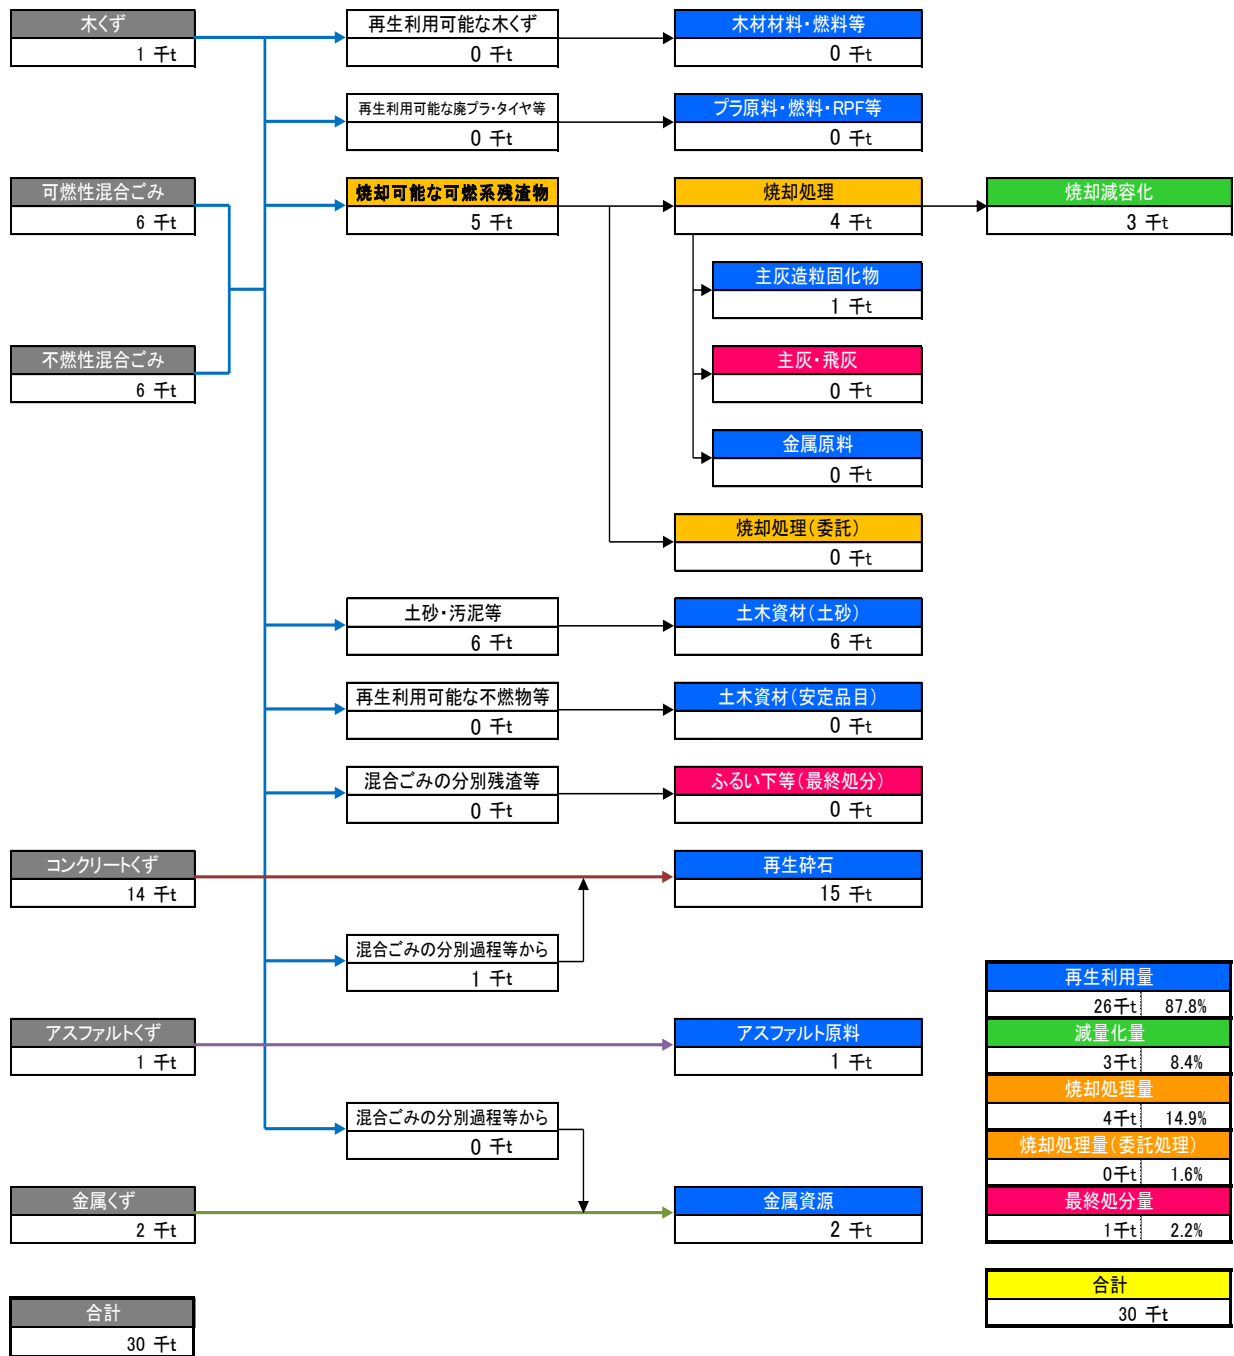 木くず
1 千t
再生利用可能な木くず
0 千t
木材材料・燃料等
0 千t
再生利用可能な廃プラ・タイヤ等
0 千t
プラ原料・燃料・RPF等
0 千t
可燃性混合ごみ
6 千t
焼却可能な可燃系残渣物
5 千t
焼却処理
4 千t
焼却減容化
3 千t
主灰造粒固化物
1 千t
不燃性混合ごみ
6 千t
主灰・飛灰
0 千t
金属原料
0 千t
焼却処理（委託）
0 千t
土砂・汚泥等
6 千t
土木資材（土砂）
6 千t
再生利用可能な不燃物等
0 千t
土木資材（安定品目）
0 千t
混合ごみの分別残渣等
0 千t
ふるい下等（最終処分）
0 千t
コンクリートくず
14 千t
再生砕石
15 千t
混合ごみの分別過程等から
1 千t
アスファルトくず
1 千t
アスファルト原料
1 千t
混合ごみの分別過程等から
0 千t
金属くず
2 千t
金属資源
2 千t
合計
30 千t
再生利用量
26千t 87.8%
減量化量
3千t 8.4%
焼却処理量
4千t 14.9%
焼却処理量（委託処理）
0千t 1.6%
最終処分量
1千t 2.2%
合計
30 千t